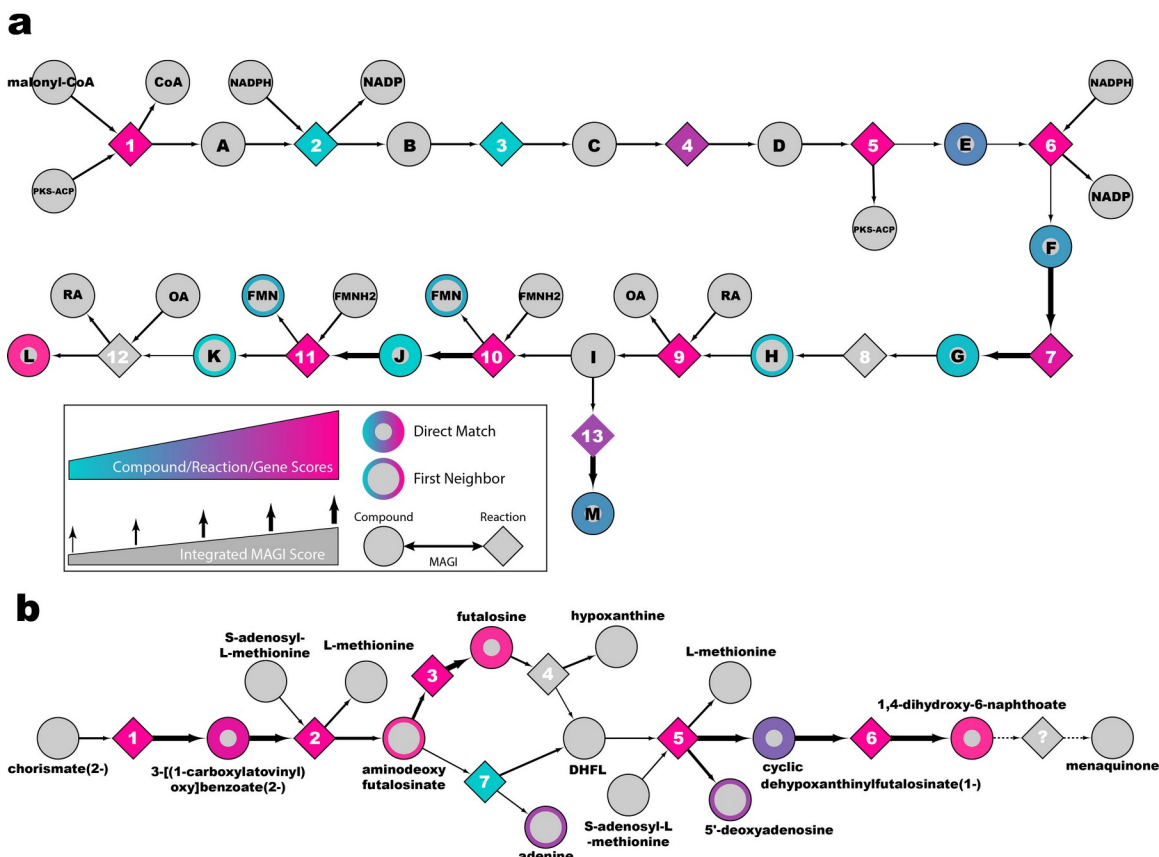 a
malonyl-CoA
CoA
NADPH
NADP
NADPH
1
A
2
B
3
C
4
D
5
E
6
PKS-ACP
NADP
PKS-ACP
F
RA
OA
FMN
FMNH2
FMN
FMNH2
OA
RA
L
12
K
11
J
10
I
9
H
8
G
7
13
M
Compound/Reaction/Gene Scores
Direct Match
First Neighbor
Integrated MAGI Score
Compound
Reaction
MAGI
b
futalosine
hypoxanthine
S-adenosyl-
L-methionine
L-methionine
L-methionine
3
4
1,4-dihydroxy-6-naphthoate
1
2
5
6
?
chorismate(2-)
3-[(1-carboxylatovinyl)
oxy]benzoate(2-)
aminodeoxy
futalosinate
DHFL
cyclic
dehypoxanthinylfutalosinate(1-)
menaquinone
7
S-adenosyl-L
-methionine
5'-deoxyadenosine
adenine